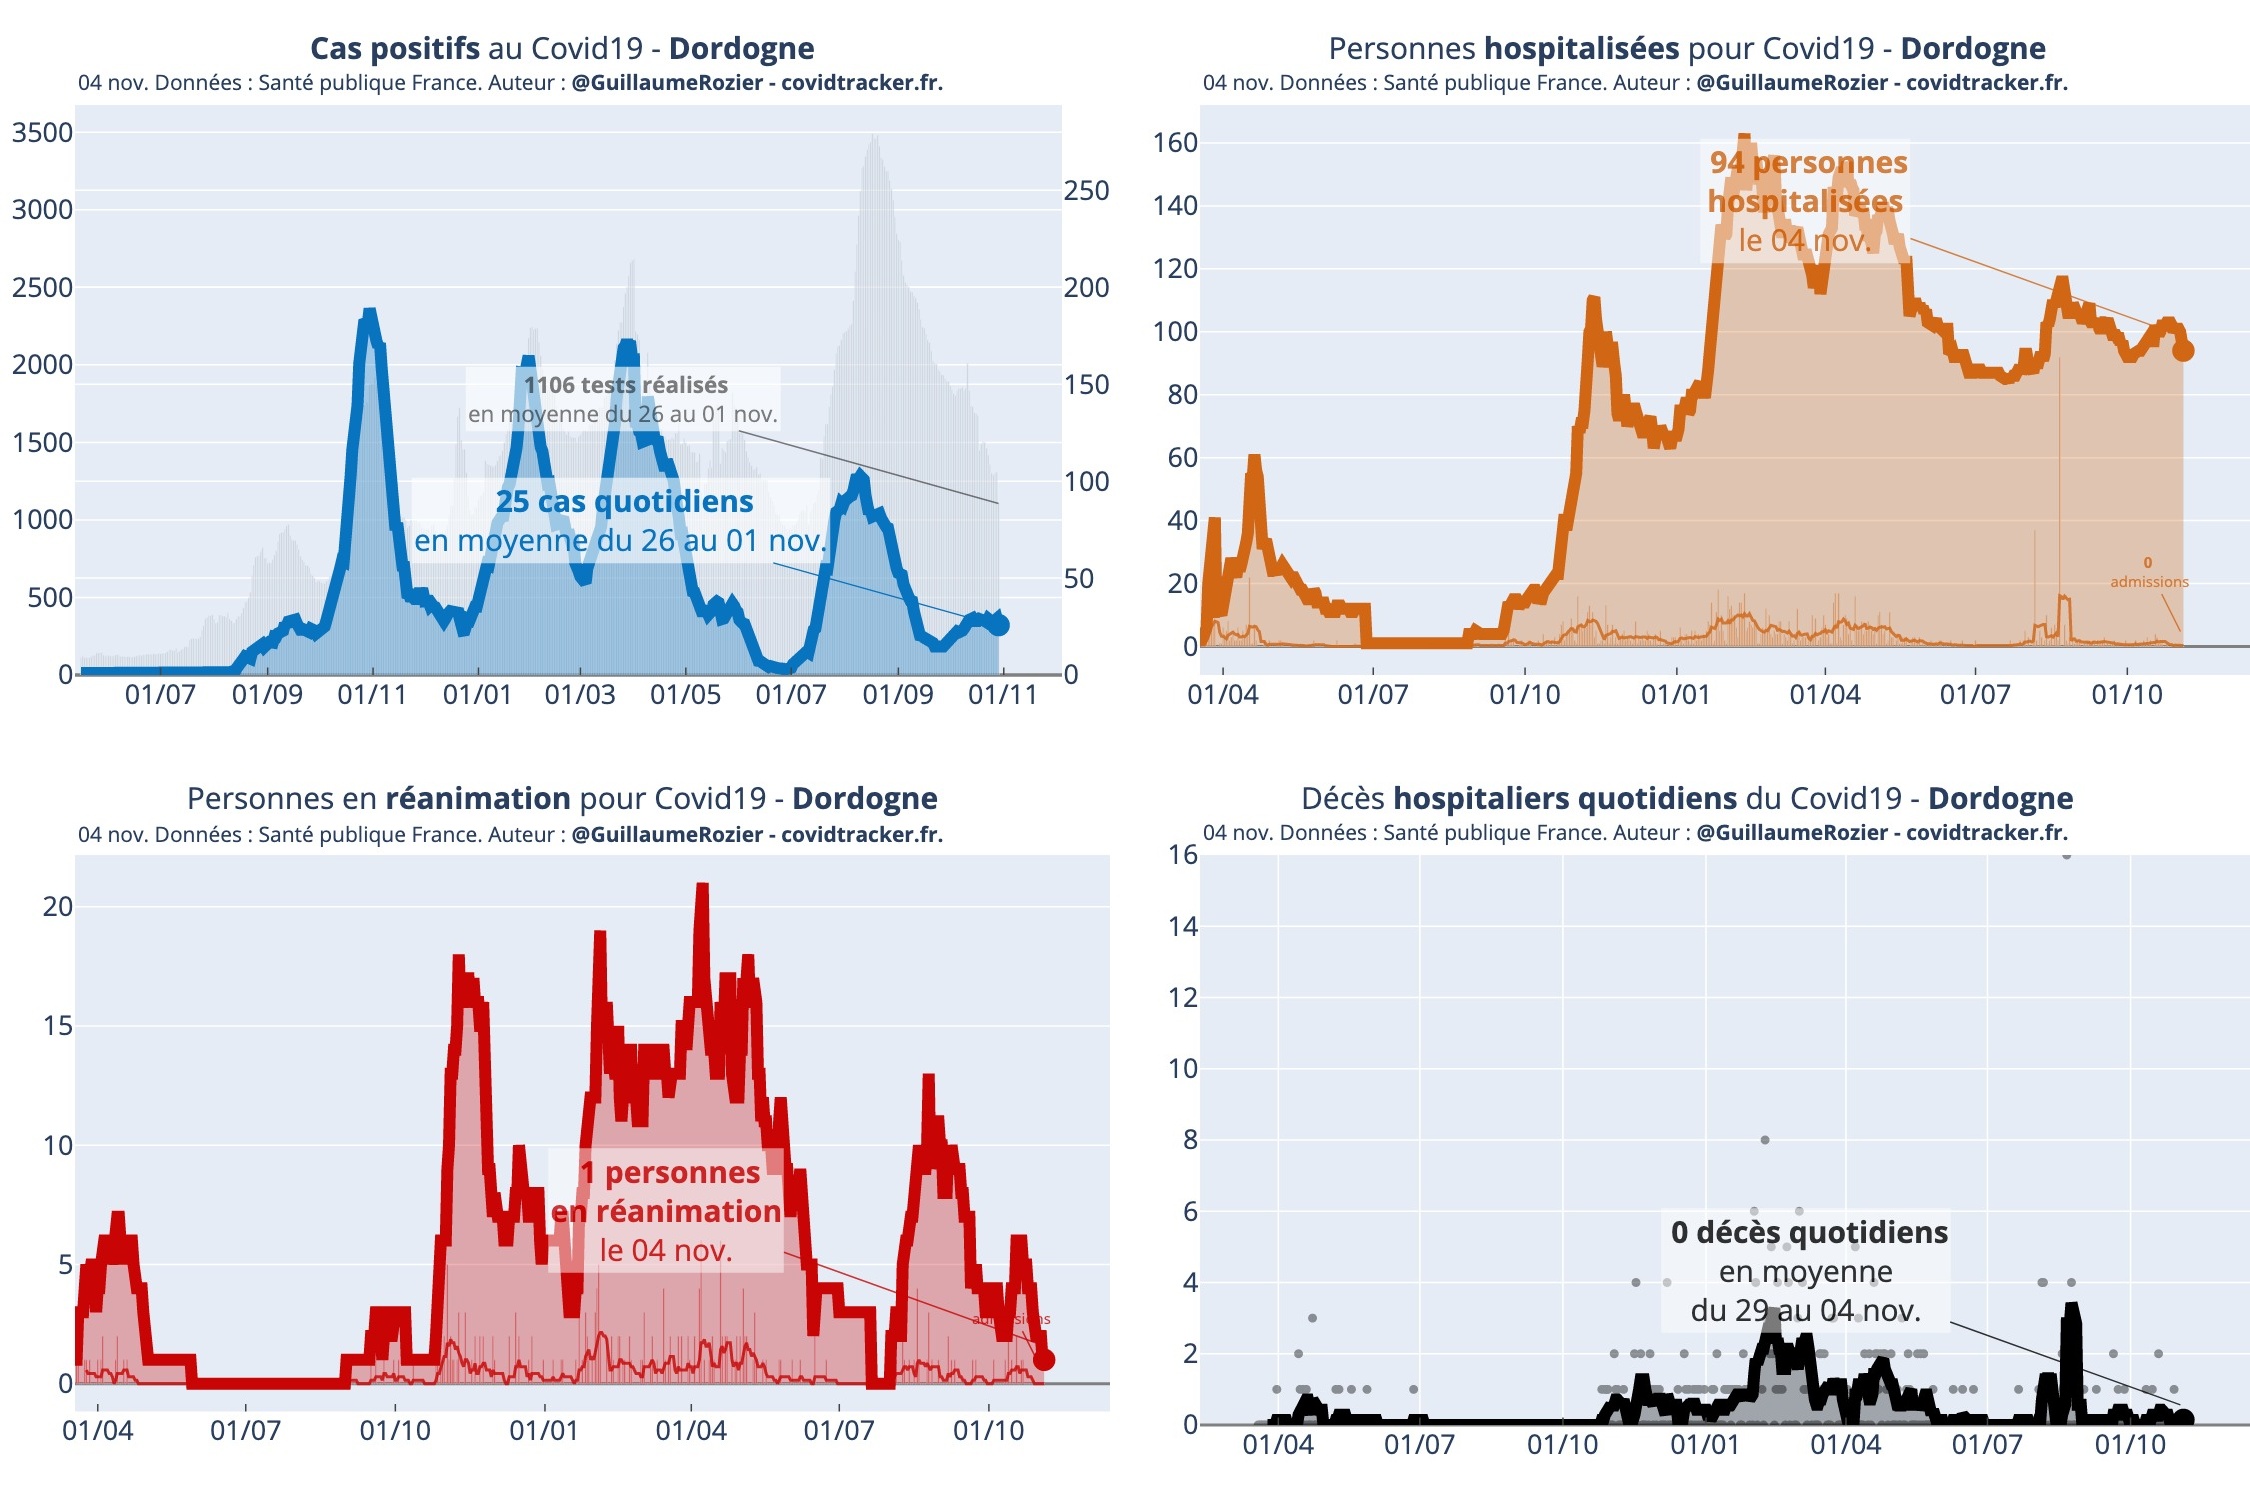 Cas positifs au Covid19 - Dordogne
04 nov. Données : Santé publique France. Auteur : @GuillaumeRozier - covidtracker.fr.
3500
3000
2500
2000
1500
1000
500
0
250
200
150
100
50
0
1106 tests réalisés
en moyenne du 26 au 01 nov.
25 cas quotidiens
en moyenne du 26 au 01 nov.
01/07 01/09 01/11 01/01 01/03 01/05 01/07 01/09 01/11
Personnes hospitalisées pour Covid19 - Dordogne
04 nov. Données : Santé publique France. Auteur : @GuillaumeRozier - covidtracker.fr.
160
140
120
100
80
60
40
20
0
94 personnes
hospitalisées
le 04 nov.
0
admissions
01/04 01/07 01/10 01/01 01/04 01/07 01/10
Personnes en réanimation pour Covid19 - Dordogne
04 nov. Données : Santé publique France. Auteur : @GuillaumeRozier - covidtracker.fr.
20
15
10
5
0
1 personnes
en réanimation
le 04 nov.
admissions
01/04 01/07 01/10 01/01 01/04 01/07 01/10
Décès hospitaliers quotidiens du Covid19 - Dordogne
04 nov. Données : Santé publique France. Auteur : @GuillaumeRozier - covidtracker.fr.
16
14
12
10
8
6
4
2
0
0 décès quotidiens
en moyenne
du 29 au 04 nov.
01/04 01/07 01/10 01/01 01/04 01/07 01/10